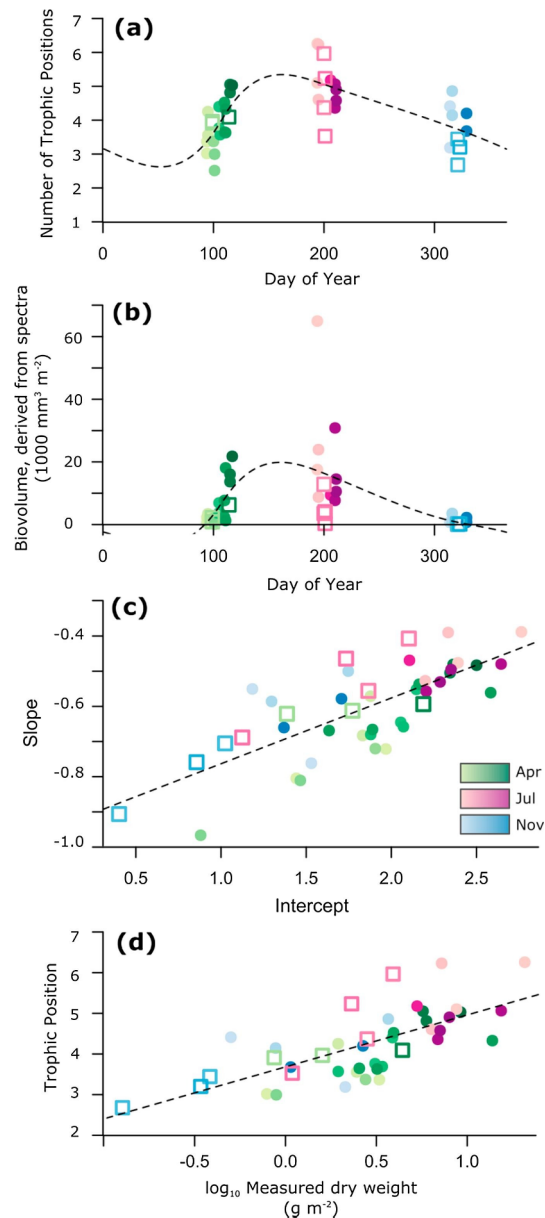 (a)
Number of Trophic Positions
7
6
5
4
3
2
1
0
100
200
300
Day of Year
(b)
Biovolume, derived from spectra
(1000 mm³ m⁻²)
60
40
20
0
0
100
200
300
Day of Year
(c)
Slope
-0.4
-0.6
-0.8
-1.0
Apr
Jul
Nov
0.5
1.0
1.5
2.0
2.5
Intercept
(d)
Trophic Position
7
6
5
4
3
2
-0.5
0.0
0.5
1.0
log₁₀ Measured dry weight
(g m⁻²)